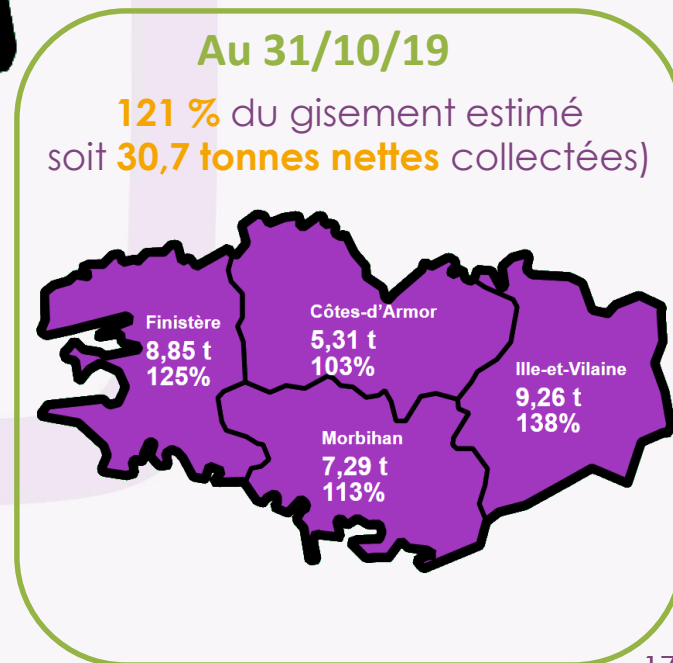 Au 31/10/19
121 % du gisement estimé
soit 30,7 tonnes nettes collectées)
Finistère
8,85 t
125%
Côtes-d'Armor
5,31 t
103%
Ille-et-Vilaine
9,26 t
138%
Morbihan
7,29 t
113%
17